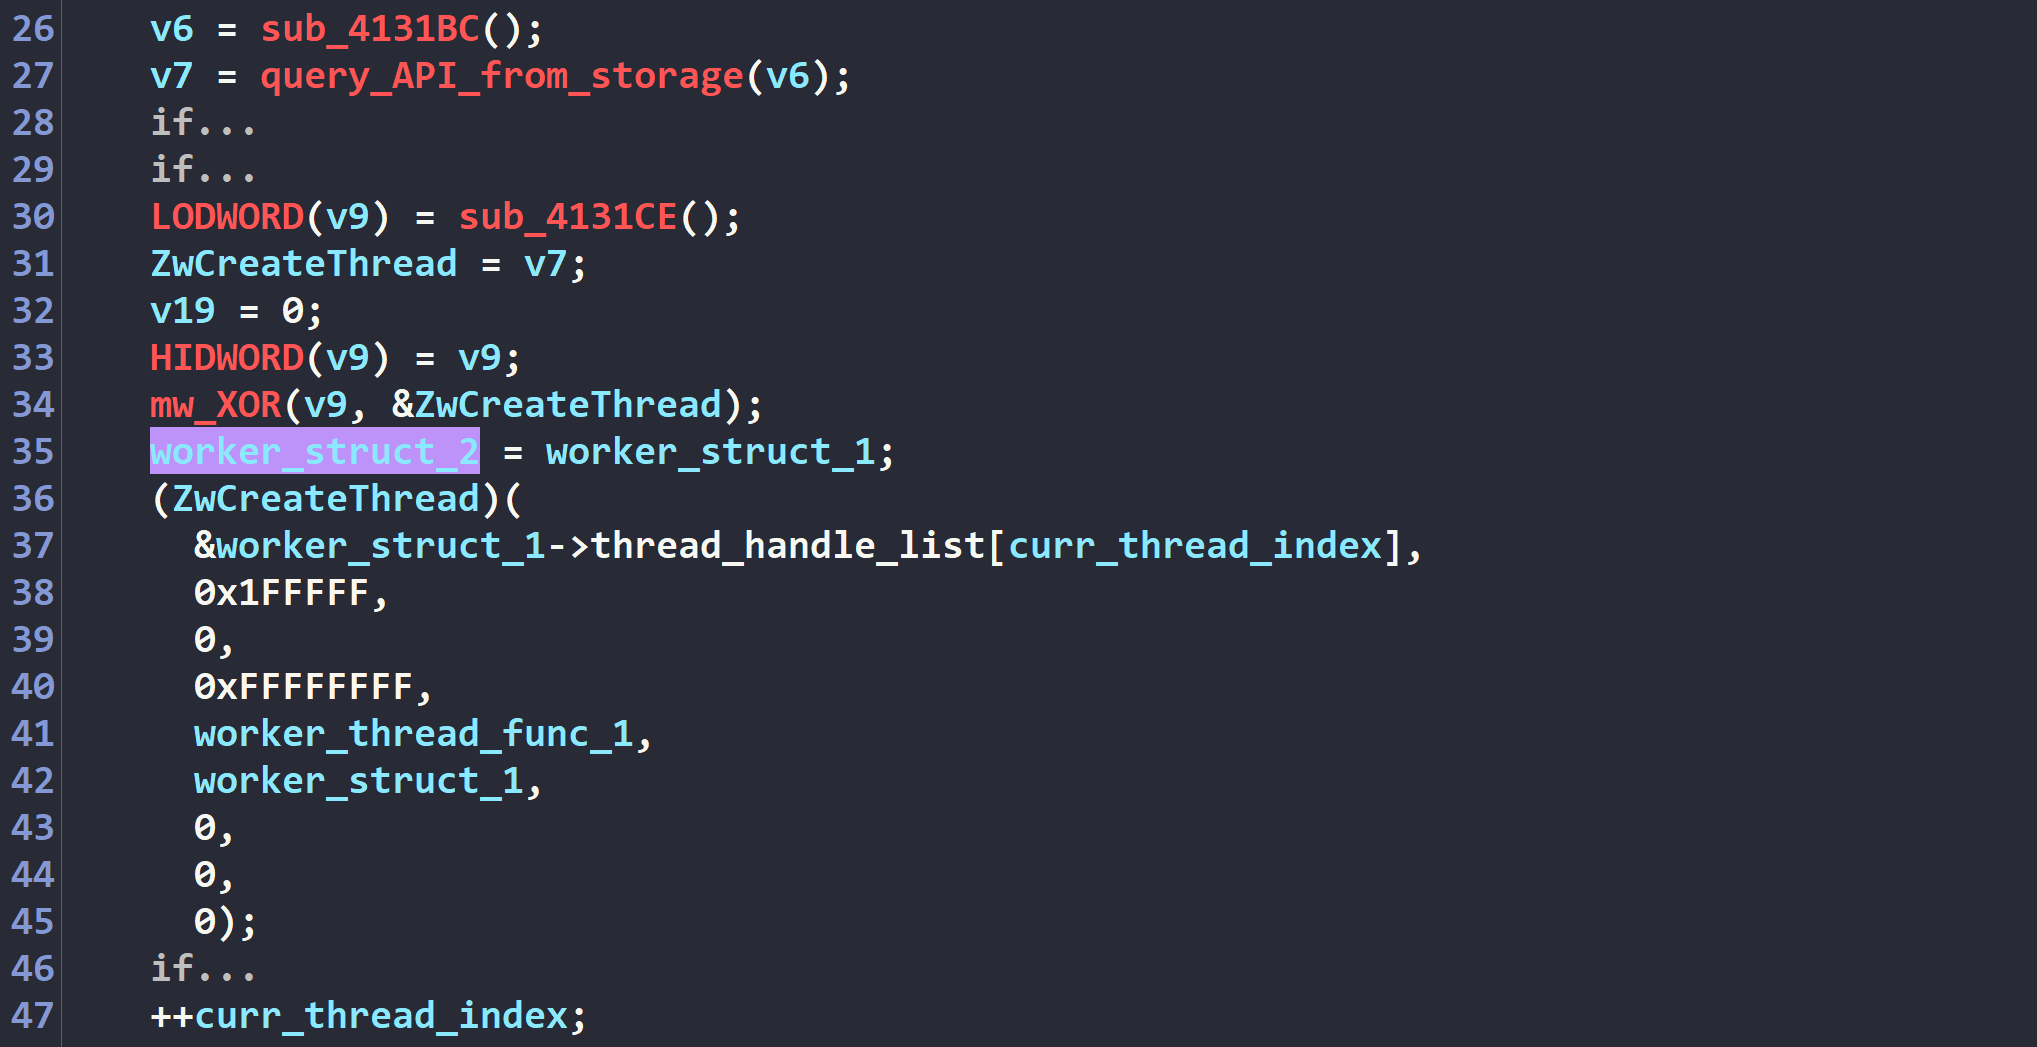 26 v6 = sub_4131BC();
27 v7 = query_API_from_storage(v6);
28 if...
29 if...
30 LODWORD(v9) = sub_4131CE();
31 ZwCreateThread = v7;
32 v19 = 0;
33 HIDWORD(v9) = v9;
34 mw_XOR(v9, &ZwCreateThread);
35 worker_struct_2 = worker_struct_1;
36 (ZwCreateThread)(
37 &worker_struct_1->thread_handle_list[curr_thread_index],
38 0x1FFFFF,
39 0,
40 0xFFFFFFFF,
41 worker_thread_func_1,
42 worker_struct_1,
43 0,
44 0,
45 0);
46 if...
47 ++curr_thread_index;